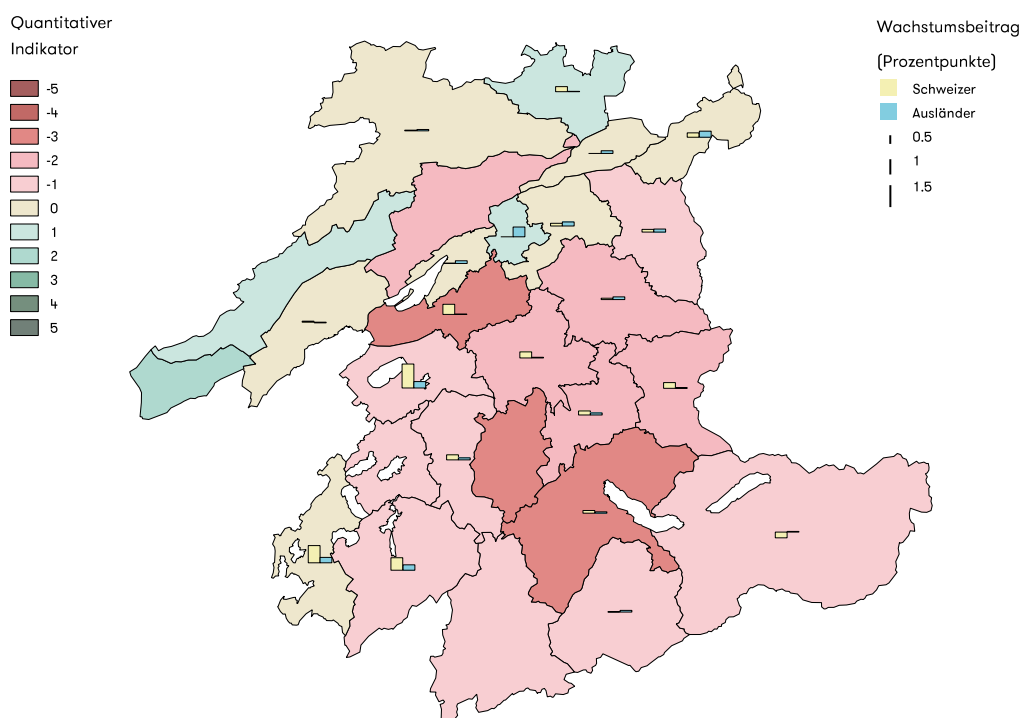 Quantitativer
Indikator
-5
-4
-3
-2
-1
0
1
2
3
4
5
Wachstumsbeitrag
(Prozentpunkte)
Schweizer
Ausländer
0.5
1
1.5